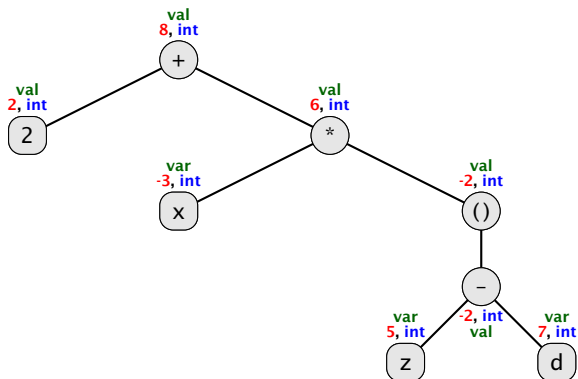 val
8, int
+
val
2, int
2
val
6, int
*
var
-3, int
x
val
-2, int
()
-
-2, int
val
var
5, int
z
var
7, int
d